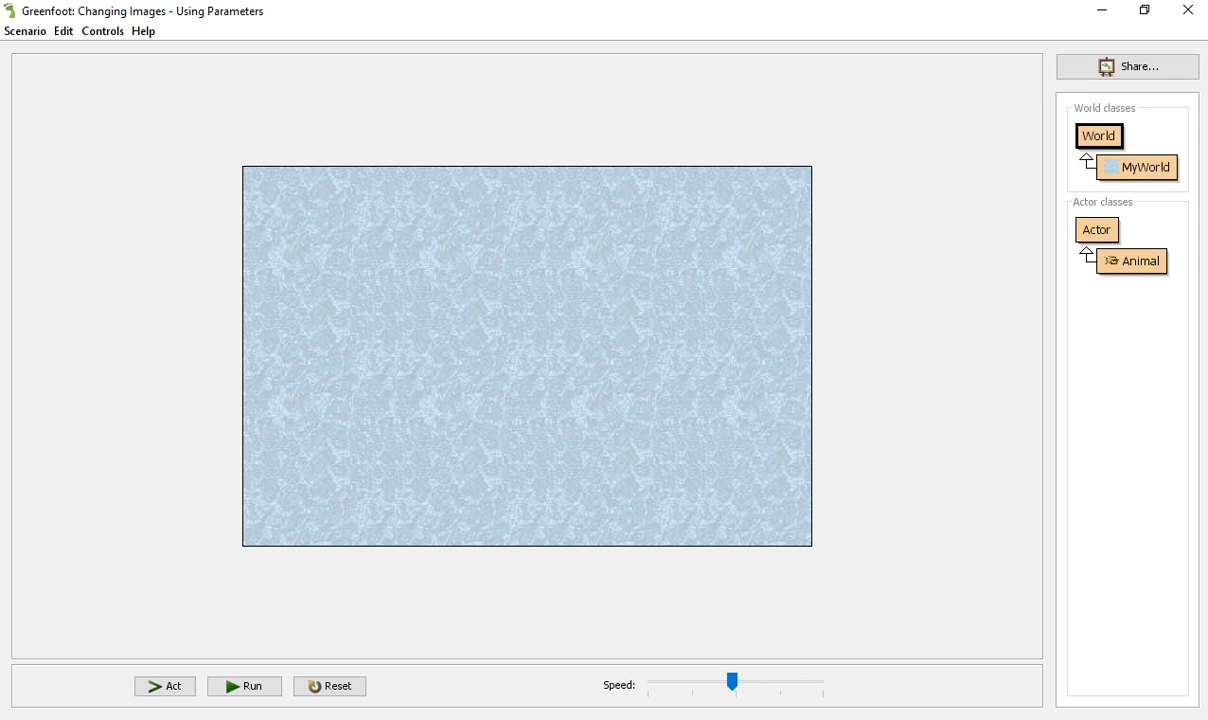 Greenfoot: Changing Images - Using Parameters
Scenario Edit Controls Help
Share...
World classes
World
MyWorld
Actor classes
Actor
Animal
Act Run Reset Speed: